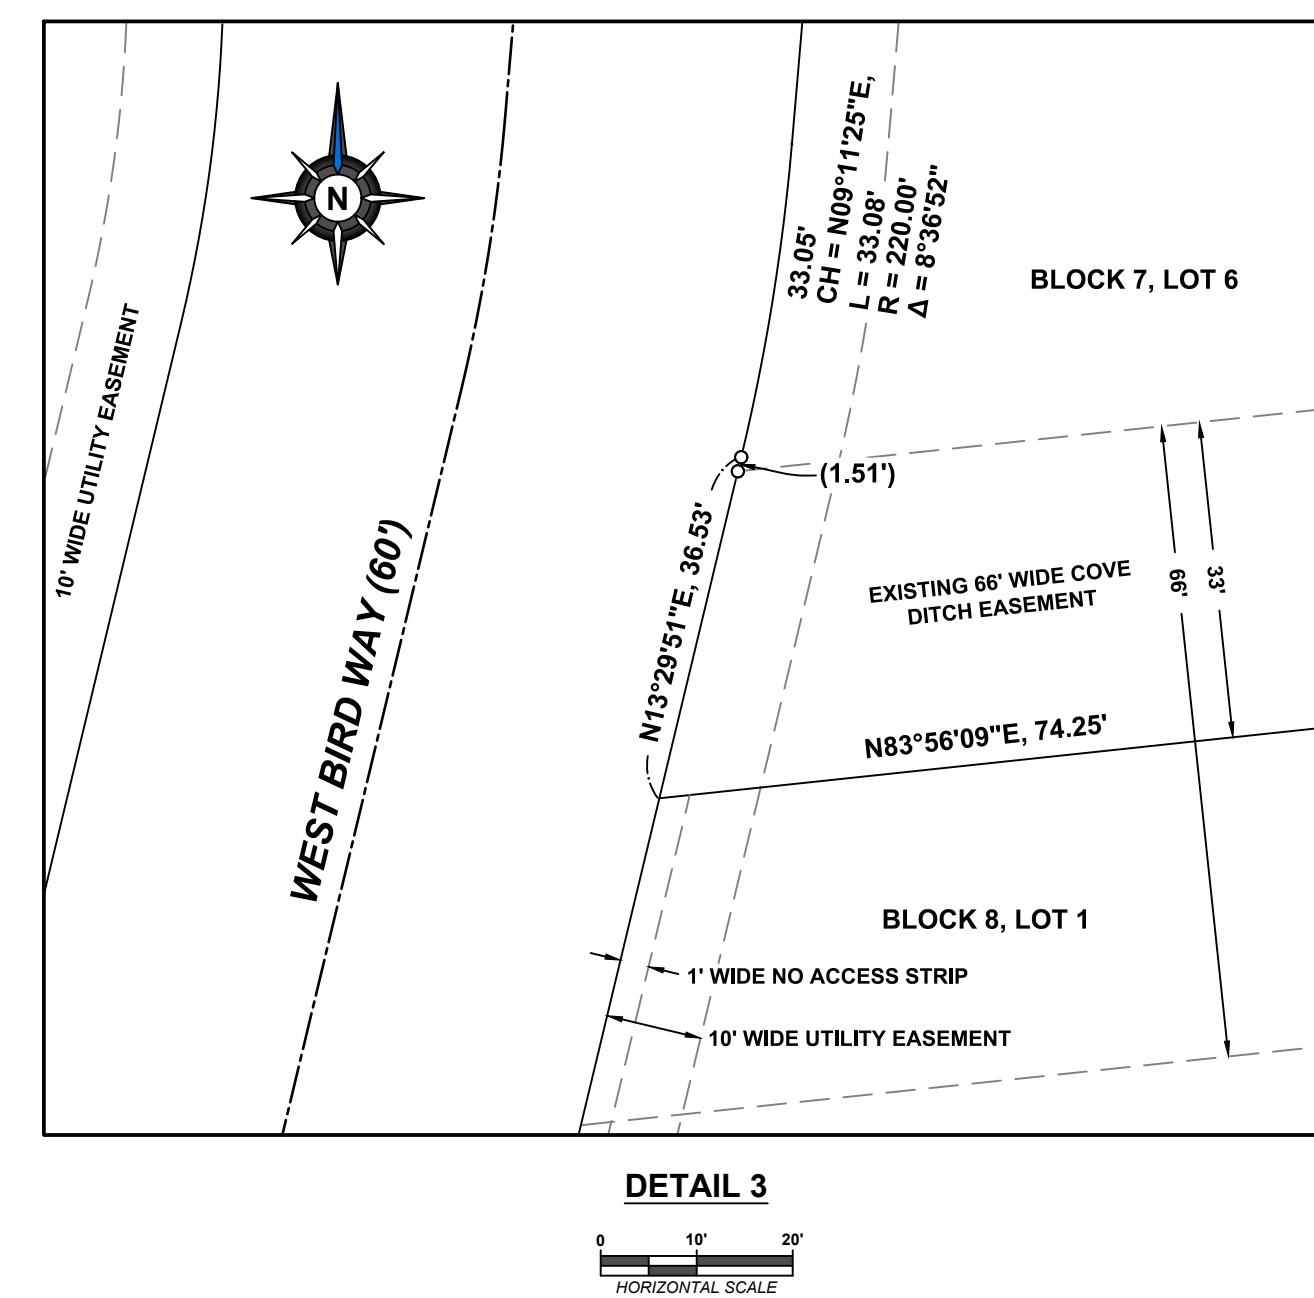 N
33.05'
CH = N09°11'25"E,
L = 33.08'
R = 220.00'
Δ = 8°36'52"
BLOCK 7, LOT 6
10' WIDE UTILITY EASEMENT
(1.51')
WEST BIRD WAY (60')
N13°29'51"E, 36.53'
EXISTING 66' WIDE COVE
DITCH EASEMENT
66'
33'
N83°56'09"E, 74.25'
BLOCK 8, LOT 1
1' WIDE NO ACCESS STRIP
10' WIDE UTILITY EASEMENT
DETAIL 3
0 10' 20'
HORIZONTAL SCALE